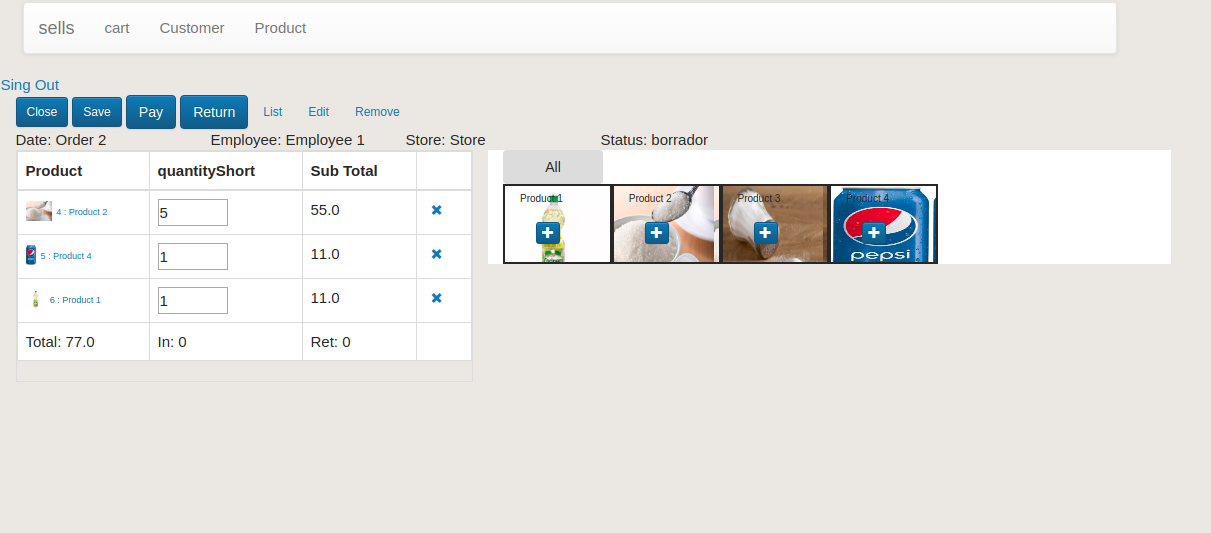 sells cart Customer Product
Sing Out
Close Save Pay Return List Edit Remove
Date: Order 2 Employee: Employee 1 Store: Store Status: borrador
Product quantityShort Sub Total
All
Product 1 Product 2 Product 3 Product 4
pepsi
4 : Product 2 5 55.0
5 : Product 4 1 11.0
6 : Product 1 1 11.0
Total: 77.0 In: 0 Ret: 0